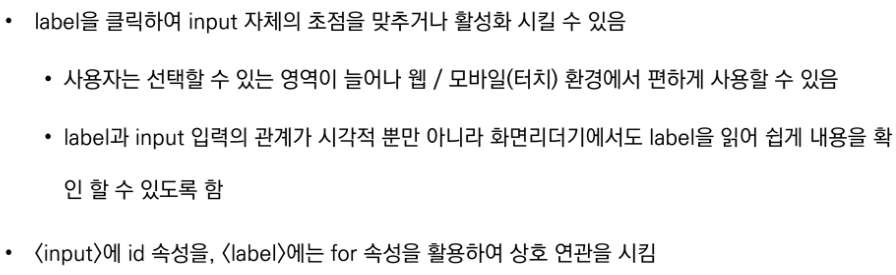 • label을 클릭하여 input 자체의 초점을 맞추거나 활성화 시킬 수 있음
• 사용자는 선택할 수 있는 영역이 늘어나 웹 / 모바일(터치) 환경에서 편하게 사용할 수 있음
• label과 input 입력의 관계가 시각적 뿐만 아니라 화면리더기에서도 label을 읽어 쉽게 내용을 확
인 할 수 있도록 함
• 〈input〉에 id 속성을, 〈label〉에는 for 속성을 활용하여 상호 연관을 시킴